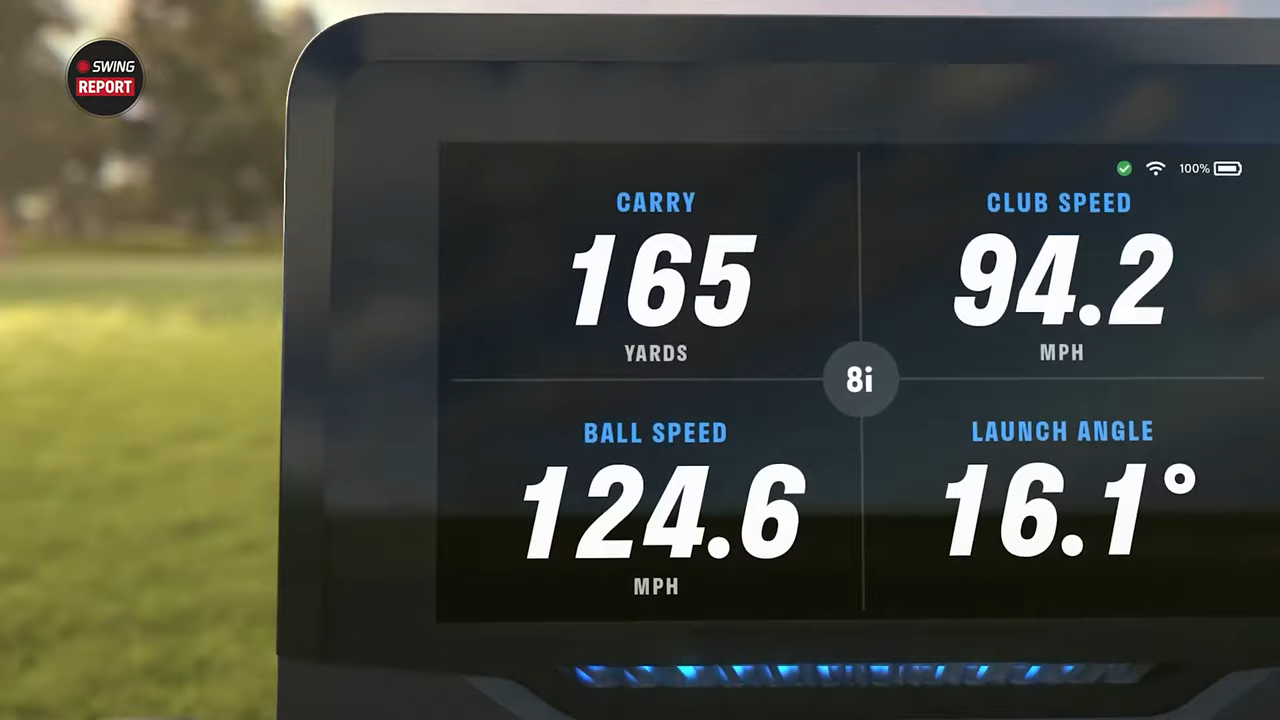 SWING
REPORT
100%
CARRY
165
YARDS
CLUB SPEED
94.2
MPH
8i
BALL SPEED
124.6
MPH
LAUNCH ANGLE
16.1°